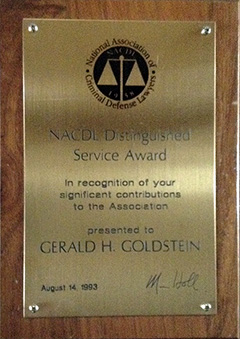 National Association of
Criminal Defense Lawyers
NACDL
1958
NACDL Distinguished
Service Award
In recognition of your
significant contributions
to the Association
presented to
GERALD H. GOLDSTEIN
August 14, 1993